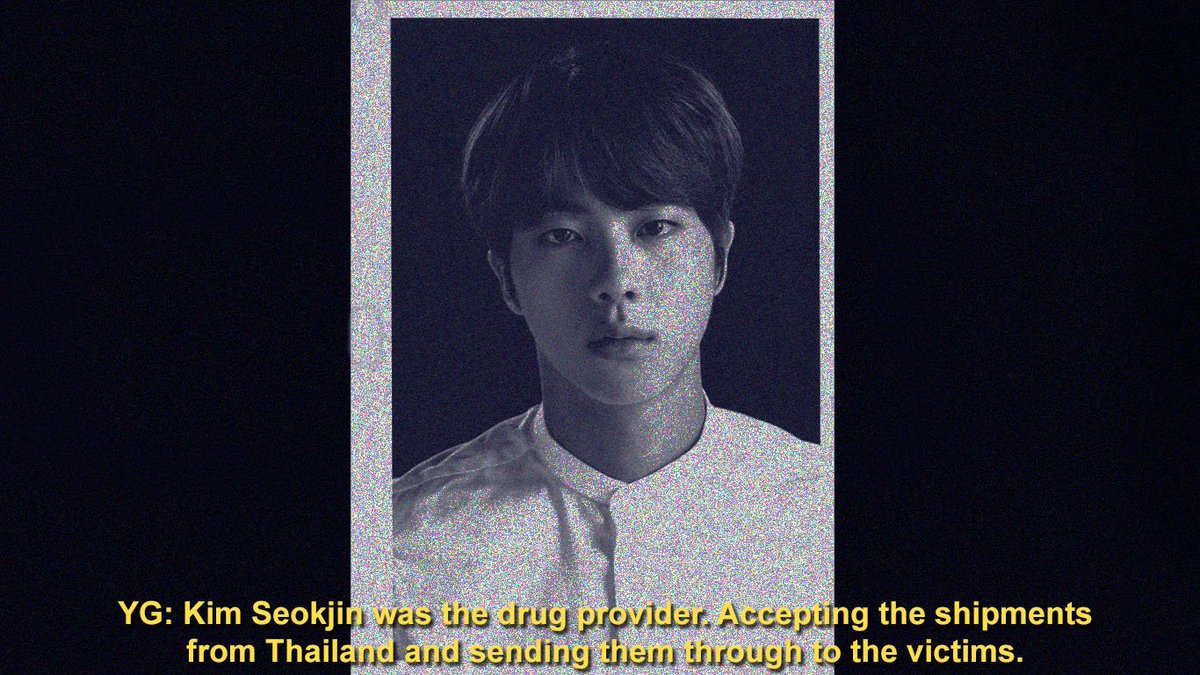 YG: Kim Seokjin was the drug provider. Accepting the shipments
from Thailand and sending them through to the victims.